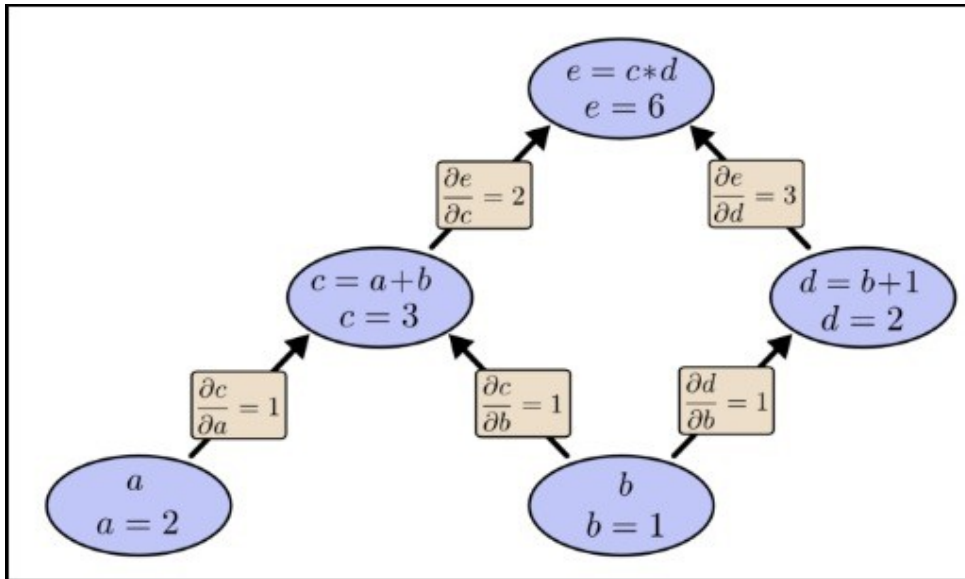 e = c*d
e = 6
∂e/∂c = 2
∂e/∂d = 3
c = a+b
c = 3
d = b+1
d = 2
∂c/∂a = 1
∂c/∂b = 1
∂d/∂b = 1
a
a = 2
b
b = 1